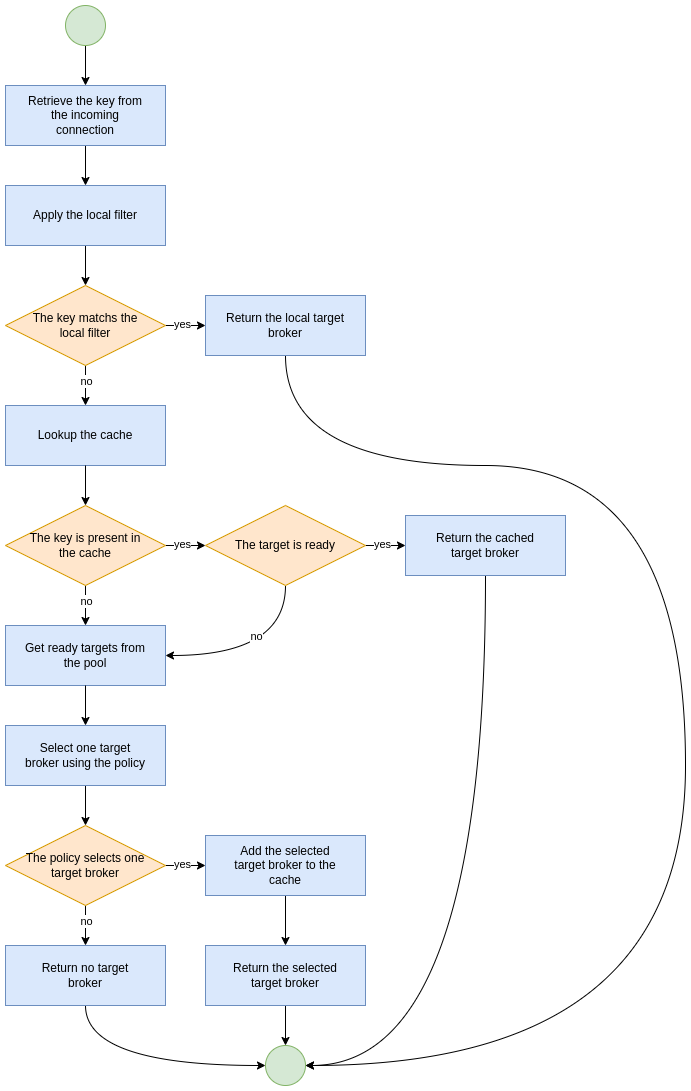 Retrieve the key from
the incoming
connection
Apply the local filter
The key matchs the
local filter
yes
Return the local target
broker
no
Lookup the cache
The key is present in
the cache
yes
The target is ready
yes
Return the cached
target broker
no
no
Get ready targets from
the pool
Select one target
broker using the policy
The policy selects one
target broker
yes
Add the selected
target broker to the
cache
no
Return no target
broker
Return the selected
target broker